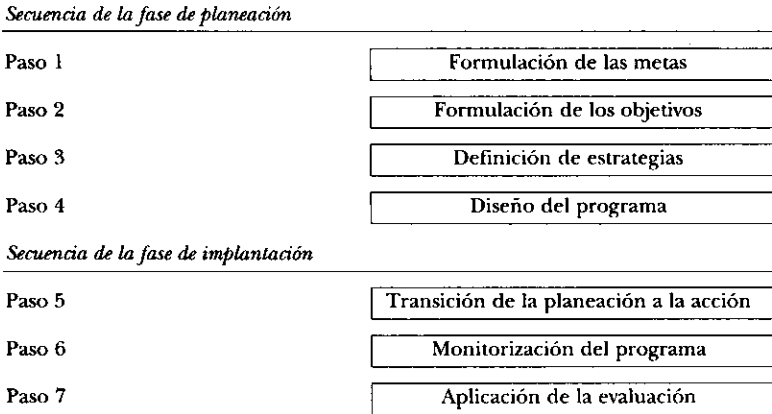 Secuencia de la fase de planeación
Paso 1 Formulación de las metas
Paso 2 Formulación de los objetivos
Paso 3 Definición de estrategias
Paso 4 Diseño del programa
Secuencia de la fase de implantación
Paso 5 Transición de la planeación a la acción
Paso 6 Monitorización del programa
Paso 7 Aplicación de la evaluación